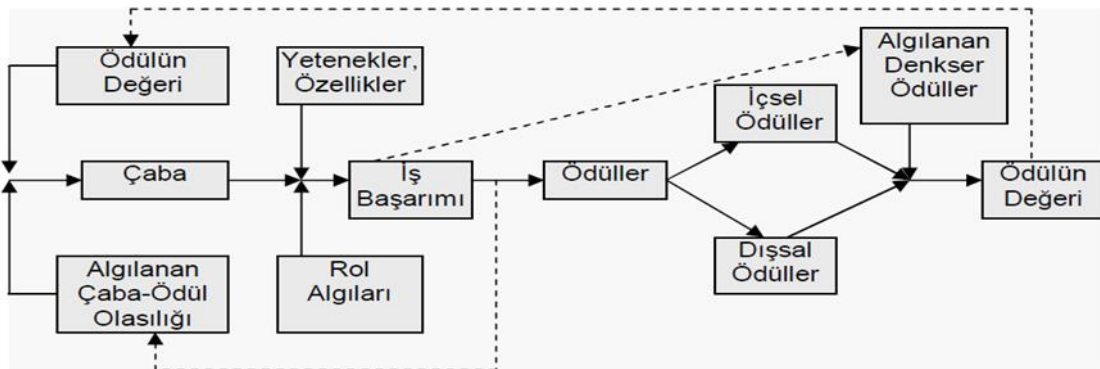 Ödülün
Değeri
Yetenekler,
Özellikler
Algılanan
Denkser
Ödüller
İçsel
Ödüller
Çaba
İş
Başarımı
Ödüller
Ödülün
Değeri
Algılanan
Çaba-Ödül
Olasılığı
Rol
Algıları
Dışsal
Ödüller